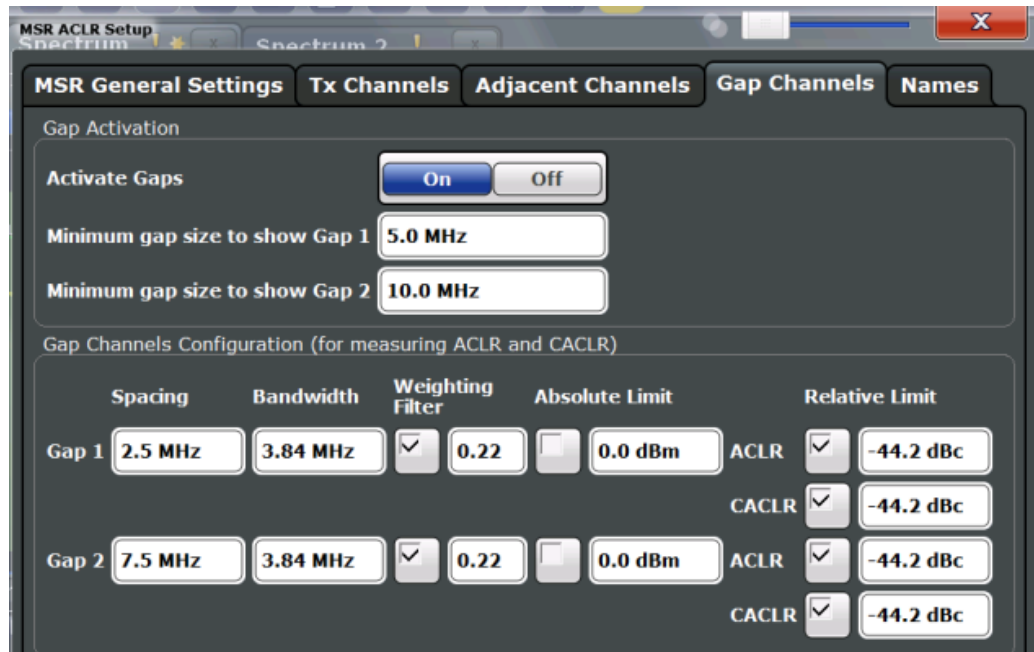 MSR ACLR Setup
Spectrum ! x Spectrum 2 ! x
X
MSR General Settings Tx Channels Adjacent Channels Gap Channels Names
Gap Activation
Activate Gaps On Off
Minimum gap size to show Gap 1 5.0 MHz
Minimum gap size to show Gap 2 10.0 MHz
Gap Channels Configuration (for measuring ACLR and CACLR)
Spacing Bandwidth Weighting Filter Absolute Limit Relative Limit
Gap 1 2.5 MHz 3.84 MHz 0.22 0.0 dBm ACLR -44.2 dBc
CACLR -44.2 dBc
Gap 2 7.5 MHz 3.84 MHz 0.22 0.0 dBm ACLR -44.2 dBc
CACLR -44.2 dBc